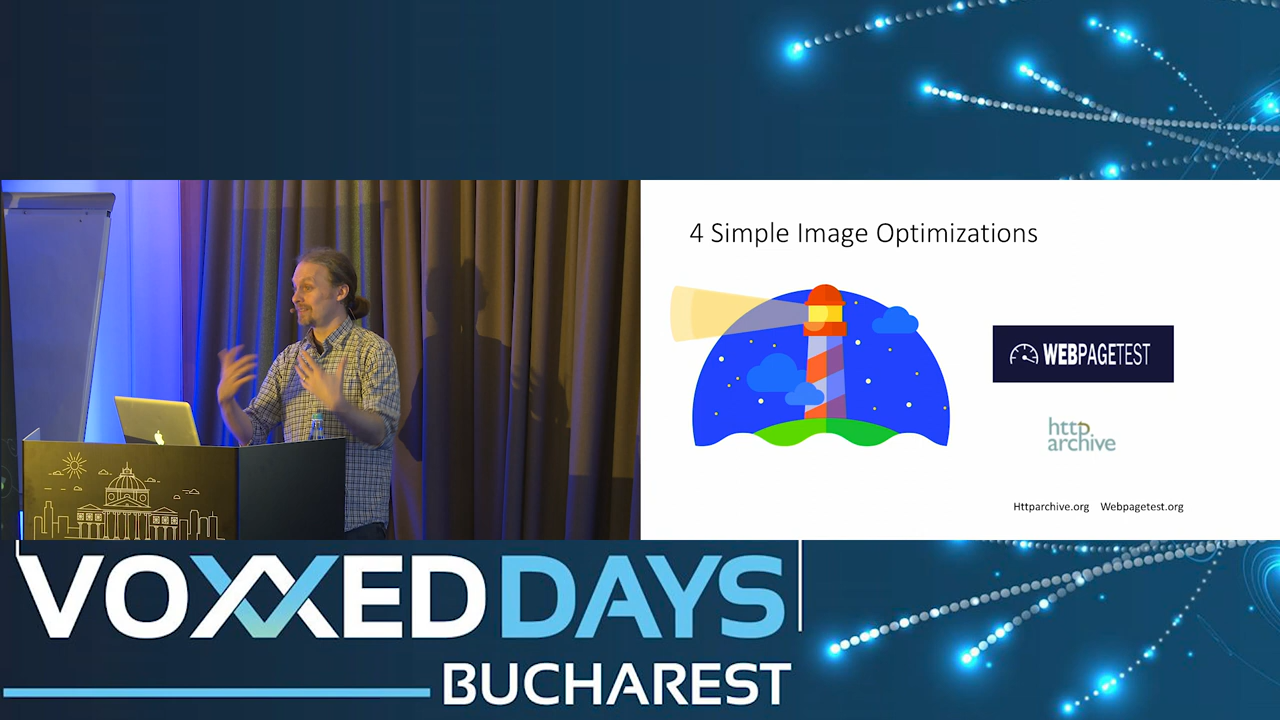 4 Simple Image Optimizations
WEBPAGETEST
http
archive
Httparchive.org Webpagetest.org
VOXXED DAYS
BUCHAREST